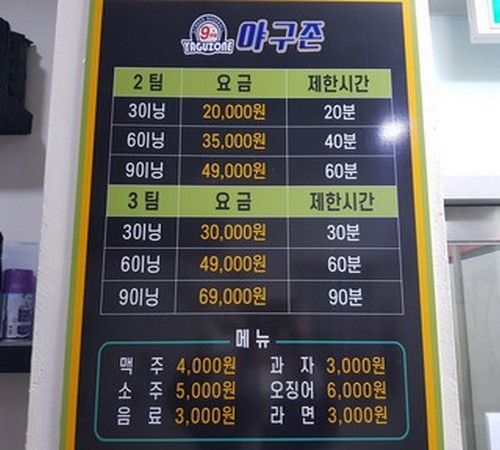 9
YAGUZONE 야구존
2팀 요금 제한시간
3이닝 20,000원 20분
6이닝 35,000원 40분
9이닝 49,000원 60분
3팀 요금 제한시간
3이닝 30,000원 30분
6이닝 49,000원 60분
9이닝 69,000원 90분
메뉴
맥주 4,000원 과자 3,000원
소주 5,000원 오징어 6,000원
음료 3,000원 라면 3,000원